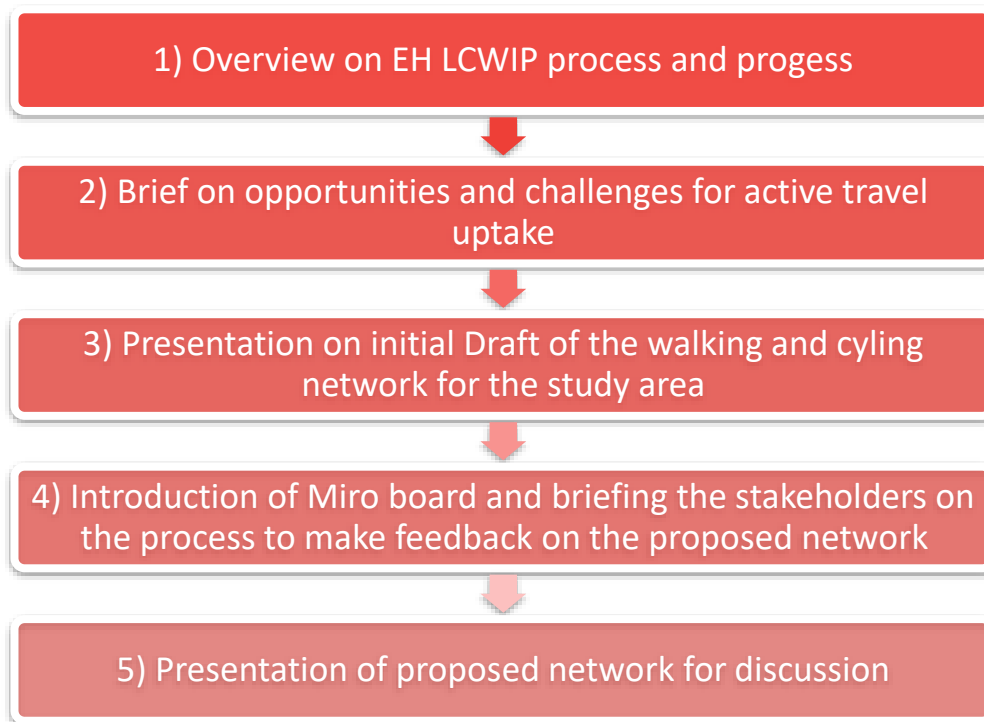 1) Overview on EH LCWIP process and progess
2) Brief on opportunities and challenges for active travel
uptake
3) Presentation on initial Draft of the walking and cyling
network for the study area
4) Introduction of Miro board and briefing the stakeholders on
the process to make feedback on the proposed network
5) Presentation of proposed network for discussion